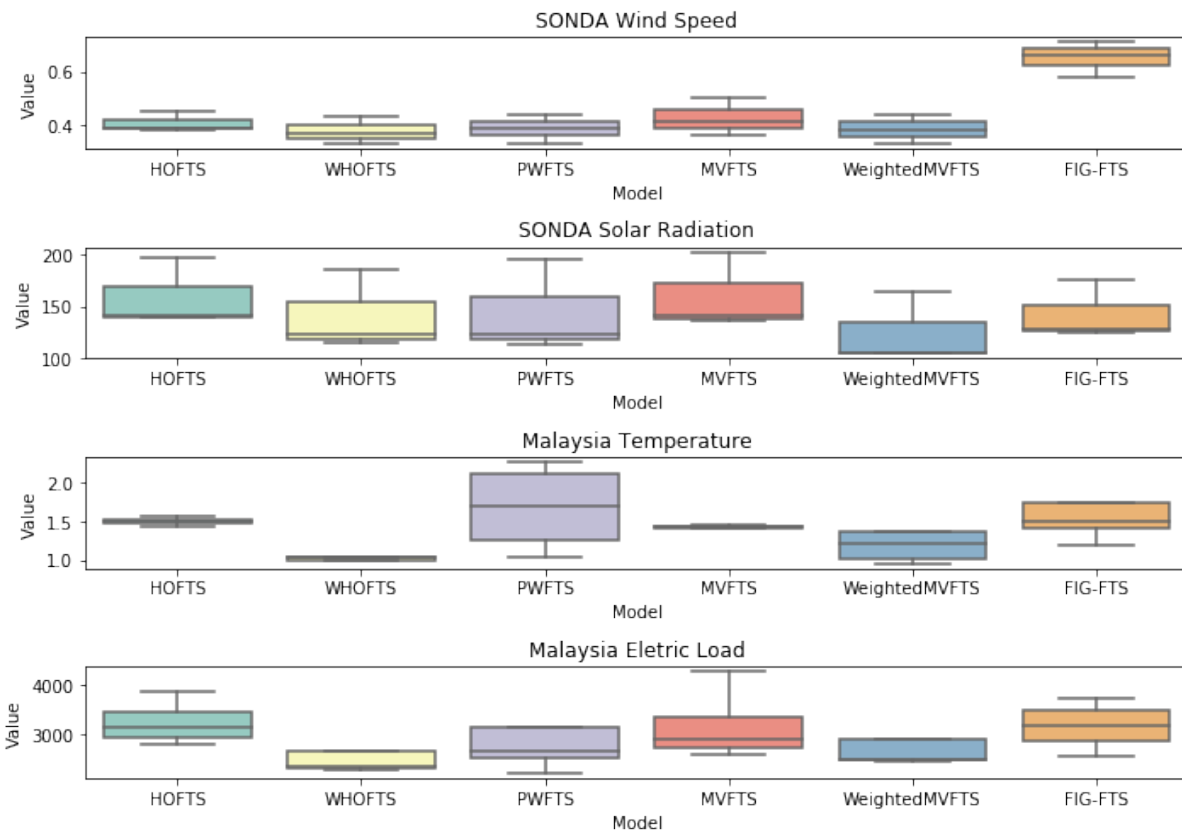 SONDA Wind Speed
Value
0.6
0.4
HOFTS WHOFTS PWFTS MVFTS WeightedMVFTS FIG-FTS
Model
SONDA Solar Radiation
Value
200
150
100
HOFTS WHOFTS PWFTS MVFTS WeightedMVFTS FIG-FTS
Model
Malaysia Temperature
Value
2.0
1.5
1.0
HOFTS WHOFTS PWFTS MVFTS WeightedMVFTS FIG-FTS
Model
Malaysia Eletric Load
Value
4000
3000
HOFTS WHOFTS PWFTS MVFTS WeightedMVFTS FIG-FTS
Model